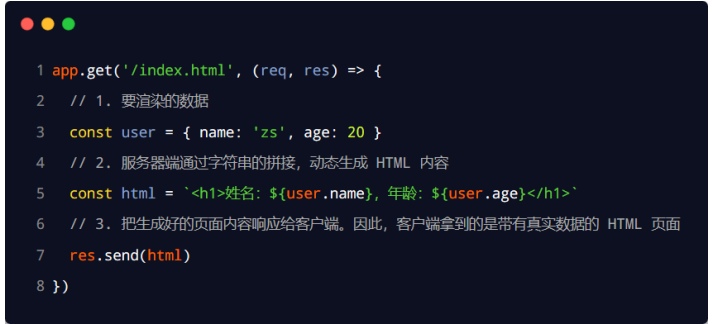 1 app.get('/index.html', (req, res) => {
2   // 1. 要渲染的数据
3   const user = { name: 'zs', age: 20 }
4   // 2. 服务器端通过字符串的拼接，动态生成 HTML 内容
5   const html = `<h1>姓名：${user.name}, 年龄：${user.age}</h1>`
6   // 3. 把生成好的页面内容响应给客户端。因此，客户端拿到的是带有真实数据的 HTML 页面
7   res.send(html)
8 })